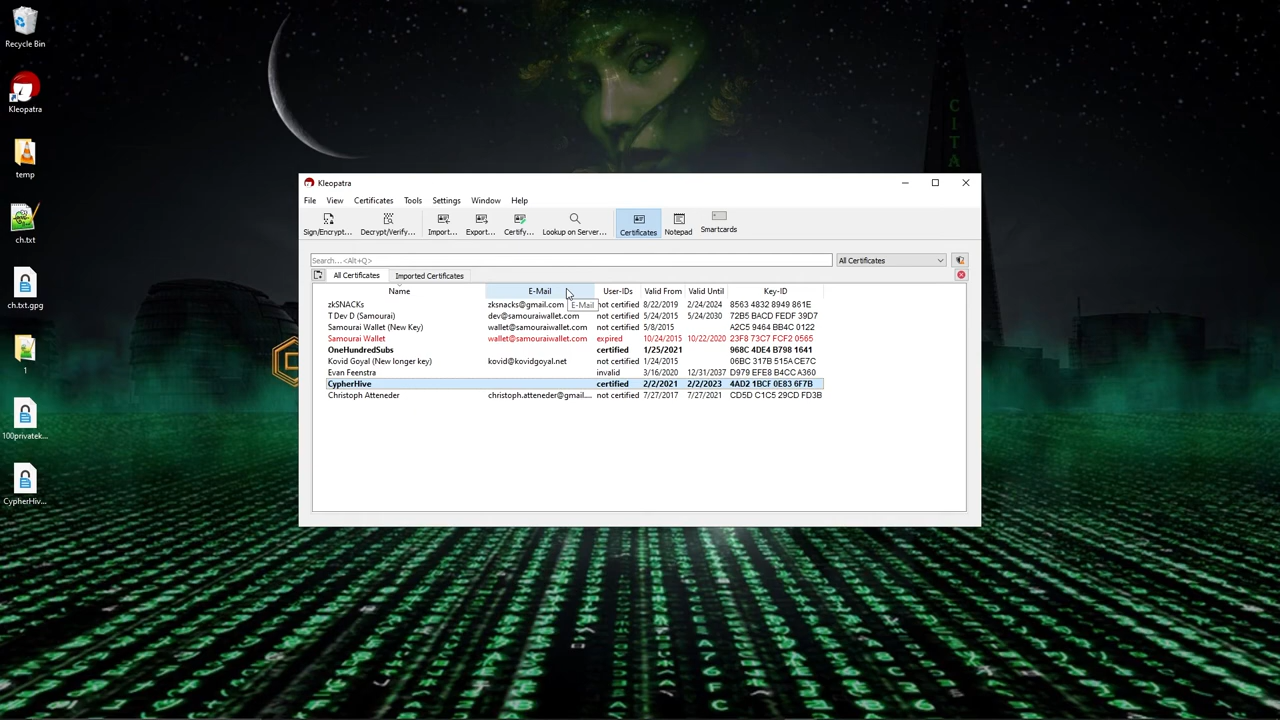 Recycle Bin
Kleopatra
temp
ch.txt
ch.txt.gpg
1
100privatek...
CypherHiv...
CITA
Kleopatra
File View Certificates Tools Settings Window Help
Sign/Encrypt... Decrypt/Verify... Import... Export... Certify... Lookup on Server... Certificates Notepad Smartcards
Search...<Alt+Q> All Certificates
All Certificates Imported Certificates
Name E-Mail User-IDs Valid From Valid Until Key-ID
E-Mail
zkSNACKs zksnacks@gmail.com not certified 8/22/2019 2/24/2024 8563 4832 8949 861E
T Dev D (Samourai) dev@samouraiwallet.com not certified 5/24/2015 5/24/2030 72B5 BACD FEDF 39D7
Samourai Wallet (New Key) wallet@samouraiwallet.com not certified 5/8/2015 A2C5 9464 BB4C 0122
Samourai Wallet wallet@samouraiwallet.com expired 10/24/2015 10/22/2020 23F8 73C7 FCF2 0565
OneHundredSubs certified 1/25/2021 968C 4DE4 B798 1641
Kovid Goyal (New longer key) kovid@kovidgoyal.net not certified 1/24/2015 06BC 317B 515A CE7C
Evan Feenstra invalid 3/16/2020 12/31/2037 D979 EFE8 B4CC A360
CypherHive certified 2/2/2021 2/2/2023 4AD2 1BCF 0E83 6F7B
Christoph Atteneder christoph.atteneder@gmail.... not certified 7/27/2017 7/27/2021 CD5D C1C5 29CD FD3B